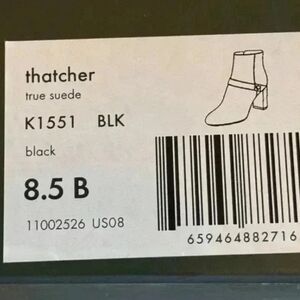 thatcher
true suede
K1551 BLK
black
8.5 B
11002526 US08
659464882716